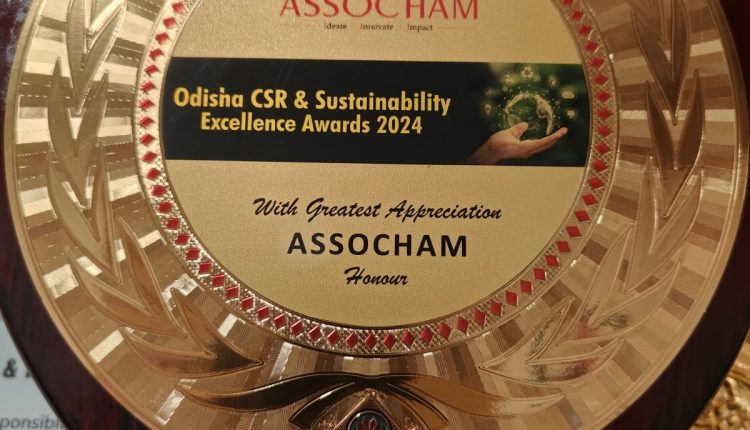 ASSOCHAM
Ideate Innovate Impact
Odisha CSR & Sustainability
Excellence Awards 2024
With Greatest Appreciation
ASSOCHAM
Honour
&